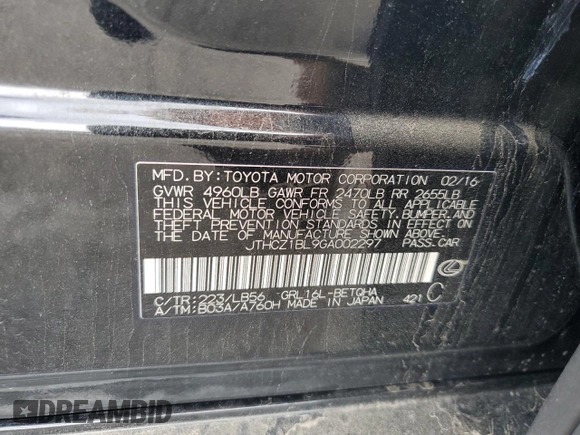 MFD. BY: TOYOTA MOTOR CORPORATION 02/16
GVWR 4960LB GAWR FR 2470LB RR 2655LB
THIS VEHICLE CONFORMS TO ALL APPLICABLE
FEDERAL MOTOR VEHICLE SAFETY, BUMPER, AND
THEFT PREVENTION STANDARDS IN EFFECT ON
THE DATE OF MANUFACTURE SHOWN ABOVE.
JTHCZ1BL9GA002297 PASS. CAR
C/TR: 223/LB56 GRL16L-BETQHA
A/TM: B03A/A760H MADE IN JAPAN 421 C
DREAMBID